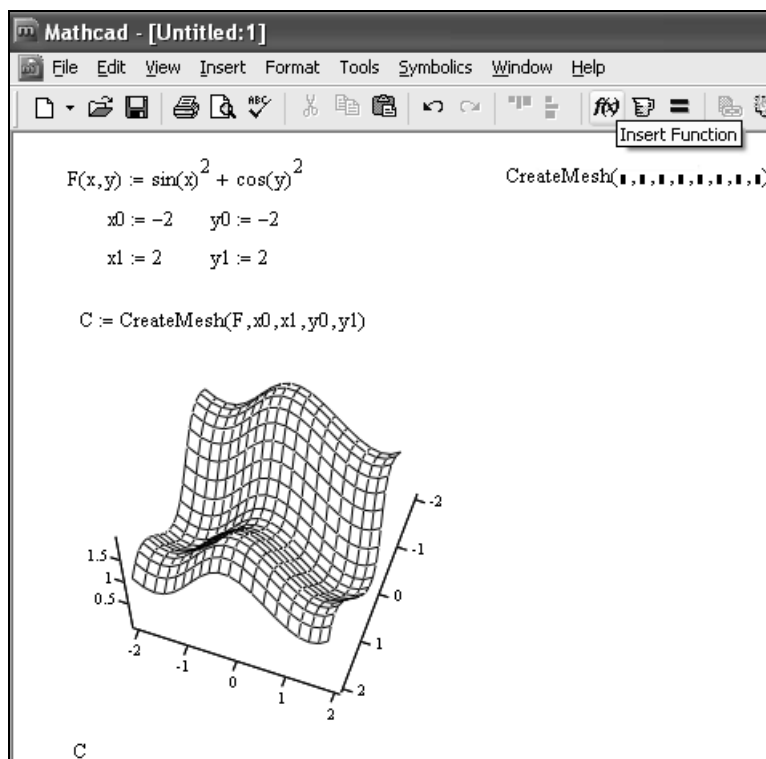 Mathcad - [Untitled:1]
File Edit View Insert Format Tools Symbolics Window Help
ABC f(x) =
Insert Function
F(x,y) := sin(x)² + cos(y)²
CreateMesh(▮,▮,▮,▮,▮,▮,▮,▮)
x0 := −2 y0 := −2
x1 := 2 y1 := 2
C := CreateMesh(F,x0,x1,y0,y1)
-2
-1
0
1
2
1.5
1
0.5
-2
-1
0
1
2
C